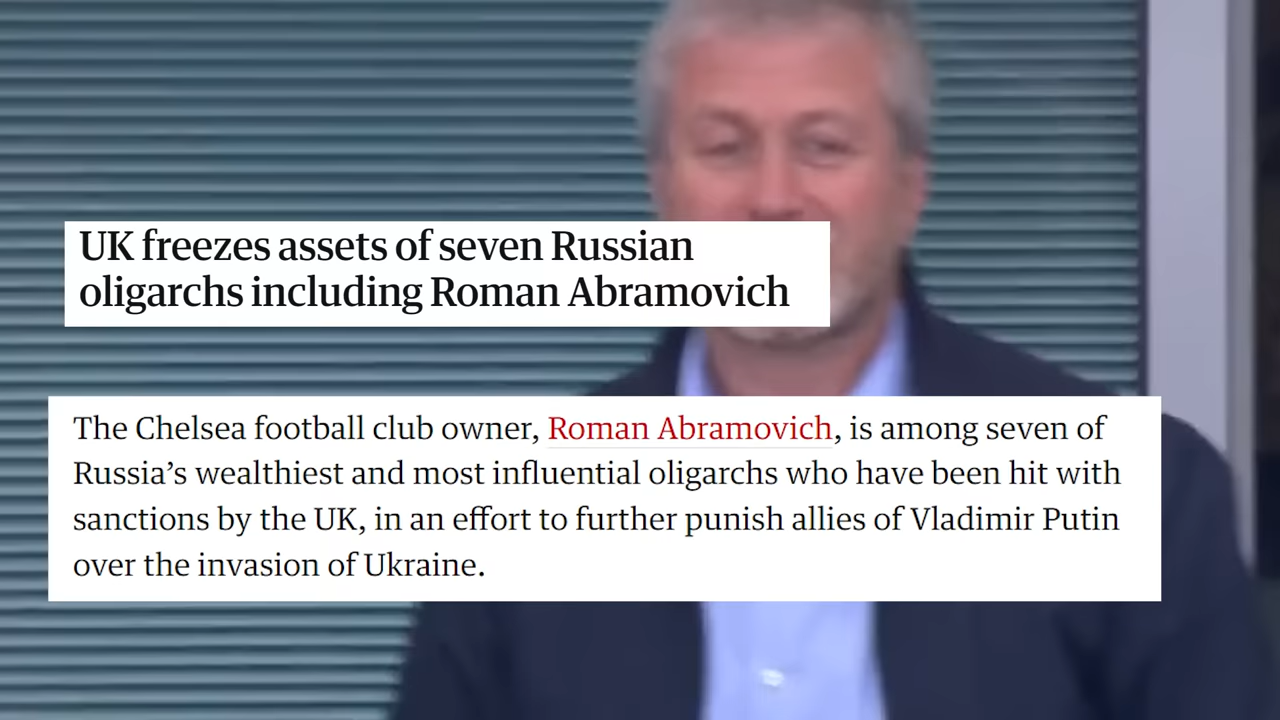 UK freezes assets of seven Russian
oligarchs including Roman Abramovich
The Chelsea football club owner, Roman Abramovich, is among seven of
Russia’s wealthiest and most influential oligarchs who have been hit with
sanctions by the UK, in an effort to further punish allies of Vladimir Putin
over the invasion of Ukraine.